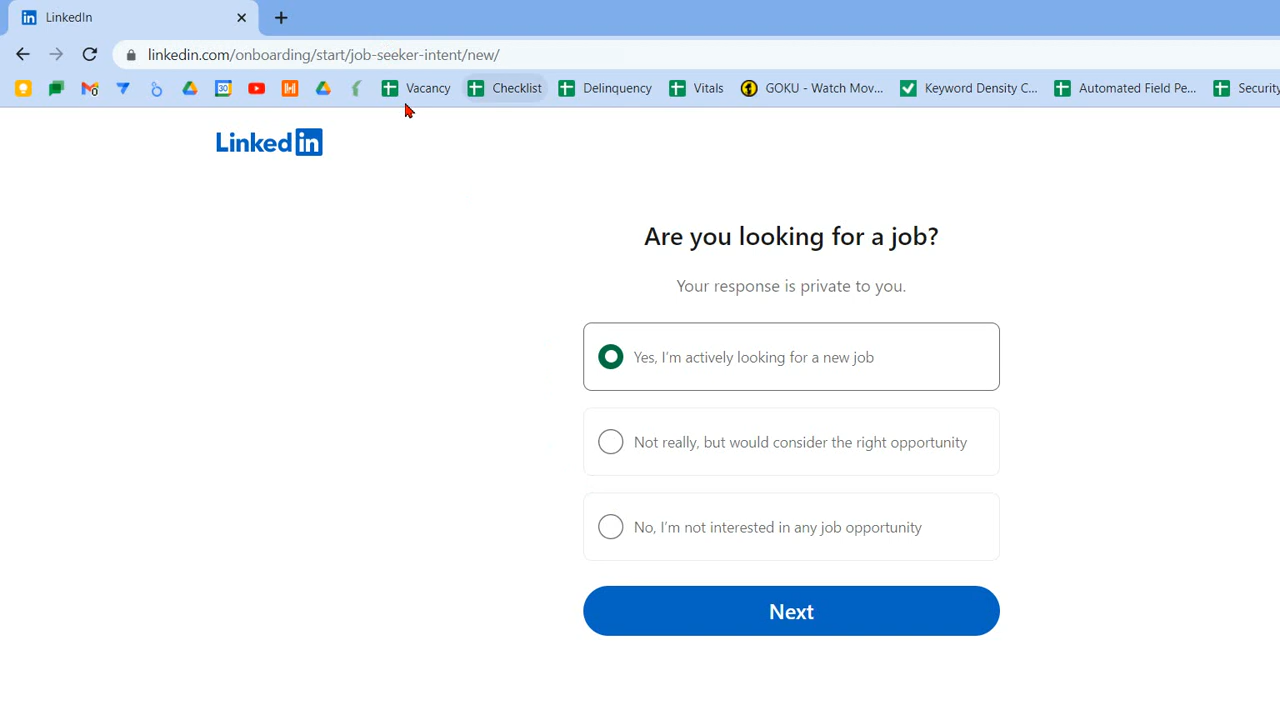 LinkedIn
linkedin.com/onboarding/start/job-seeker-intent/new/
Vacancy Checklist Delinquency Vitals GOKU - Watch Mov... Keyword Density C... Automated Field Pe... Security
Linked in
Are you looking for a job?
Your response is private to you.
Yes, I'm actively looking for a new job
Not really, but would consider the right opportunity
No, I'm not interested in any job opportunity
Next